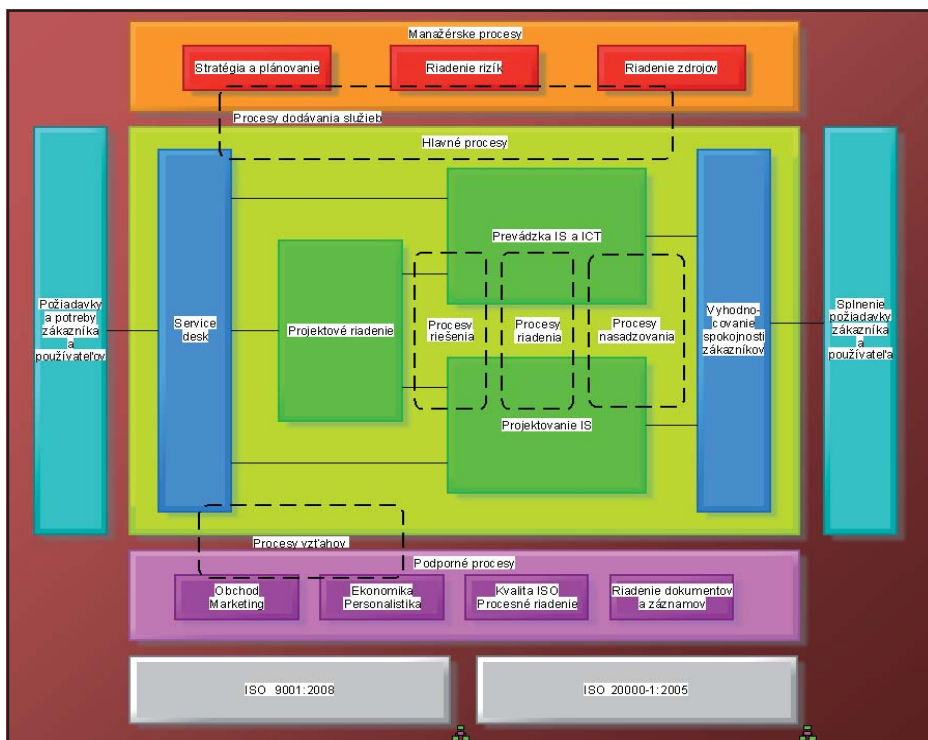 Manažérske procesy
Stratégia a plánovanie
Riadenie rizík
Riadenie zdrojov
Procesy dodávania služieb
Hlavné procesy
Požiadavky
a potreby
zákazníka
a
používateľov
Service
desk
Projektové riadenie
Prevádzka IS a ICT
Procesy
riešenia
Procesy
riadenia
Procesy
nasadzovania
Projektovanie IS
Vyhodno-
covanie
spokojnosti
zákazníkov
Splnenie
požiadavky
zákazníka
a
používateľa
Procesy vzťahov
Podporné procesy
Obchod
Marketing
Ekonomika
Personalistika
Kvalita ISO
Procesné riadenie
Riadenie dokumentov
a záznamov
ISO 9001:2008
ISO 20000-1:2005